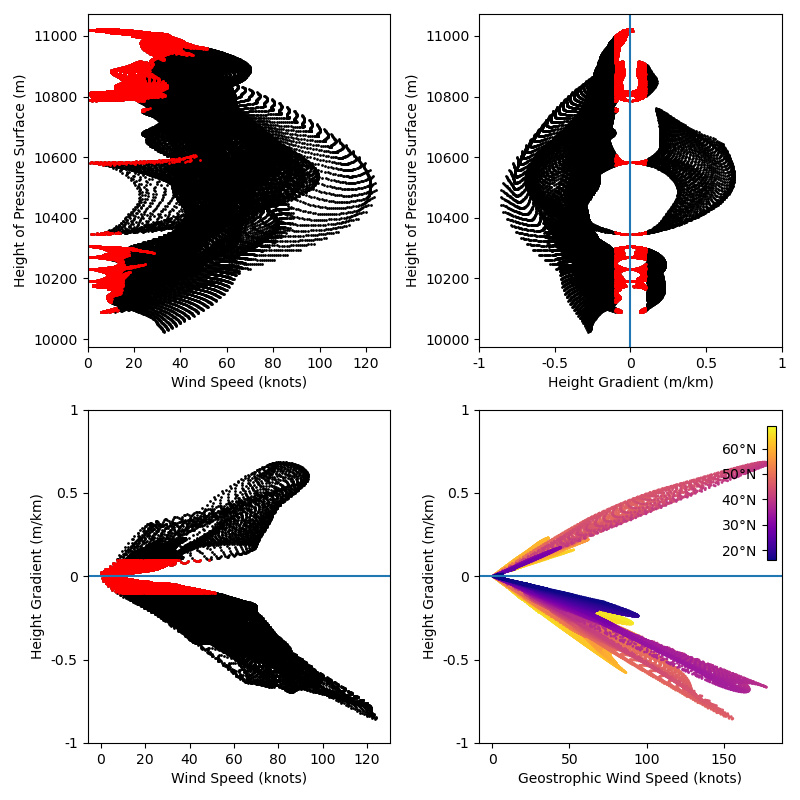 11000
10800
10600
10400
10200
10000
Height of Pressure Surface (m)
0 20 40 60 80 100 120
Wind Speed (knots)
11000
10800
10600
10400
10200
10000
Height of Pressure Surface (m)
-1 -0.5 0 0.5 1
Height Gradient (m/km)
1
0.5
0
-0.5
-1
Height Gradient (m/km)
0 20 40 60 80 100 120
Wind Speed (knots)
1
0.5
0
-0.5
-1
Height Gradient (m/km)
60°N
50°N
40°N
30°N
20°N
0 50 100 150
Geostrophic Wind Speed (knots)